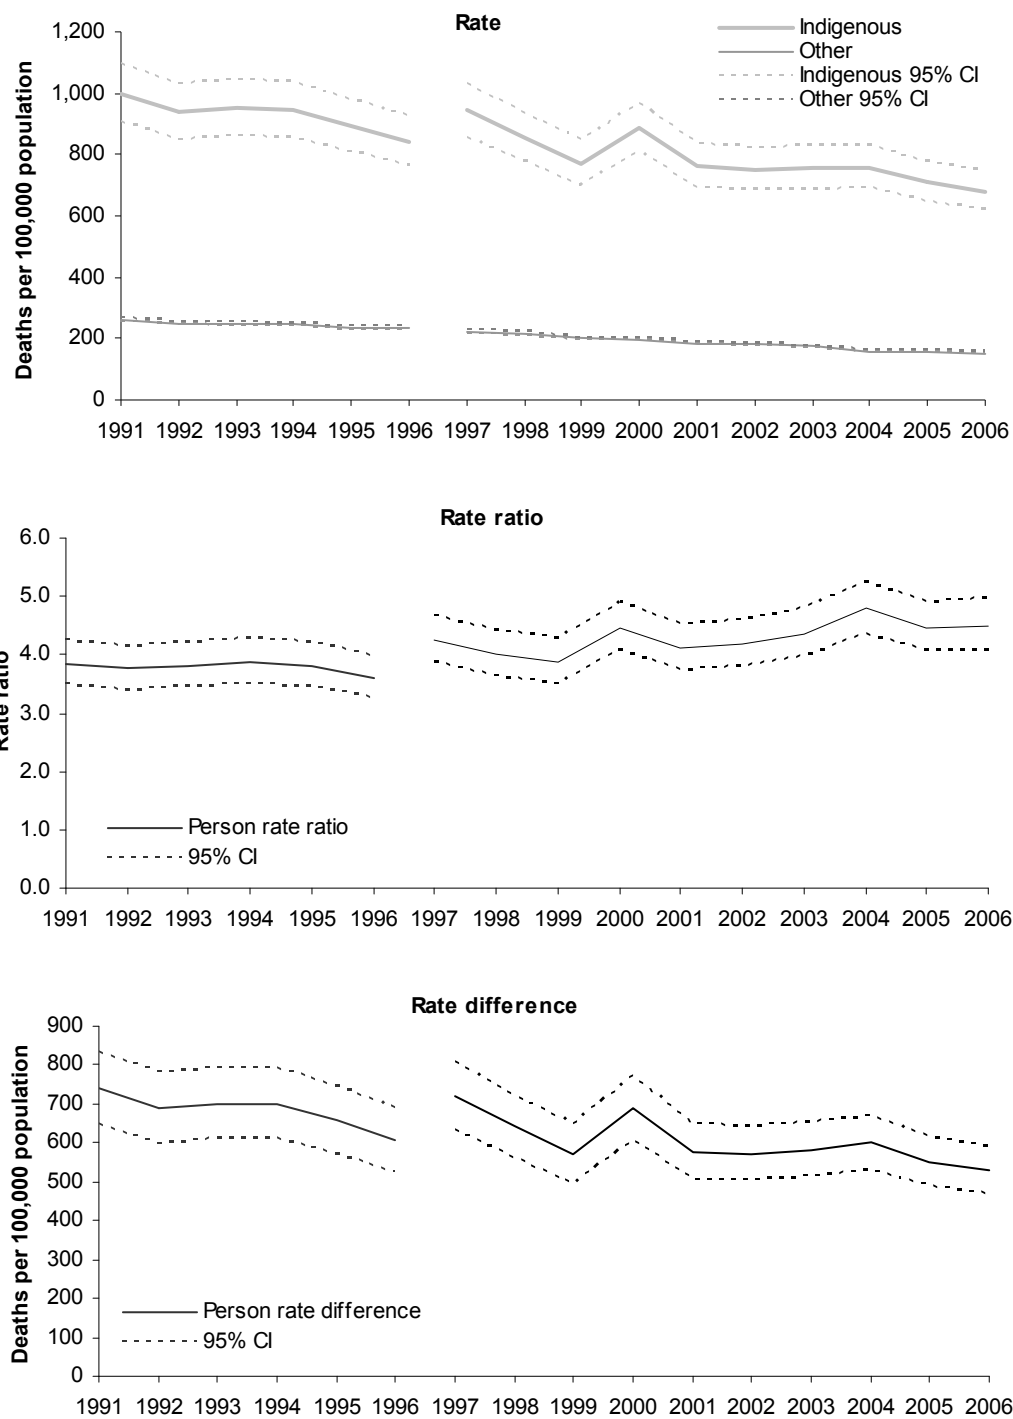 Rate
Indigenous
Other
Indigenous 95% CI
Other 95% CI
Deaths per 100,000 population
1,200
1,000
800
600
400
200
0
1991 1992 1993 1994 1995 1996 1997 1998 1999 2000 2001 2002 2003 2004 2005 2006
Rate ratio
Rate ratio
6.0
5.0
4.0
3.0
2.0
1.0
0.0
Person rate ratio
95% CI
1991 1992 1993 1994 1995 1996 1997 1998 1999 2000 2001 2002 2003 2004 2005 2006
Rate difference
Deaths per 100,000 population
900
800
700
600
500
400
300
200
100
0
Person rate difference
95% CI
1991 1992 1993 1994 1995 1996 1997 1998 1999 2000 2001 2002 2003 2004 2005 2006